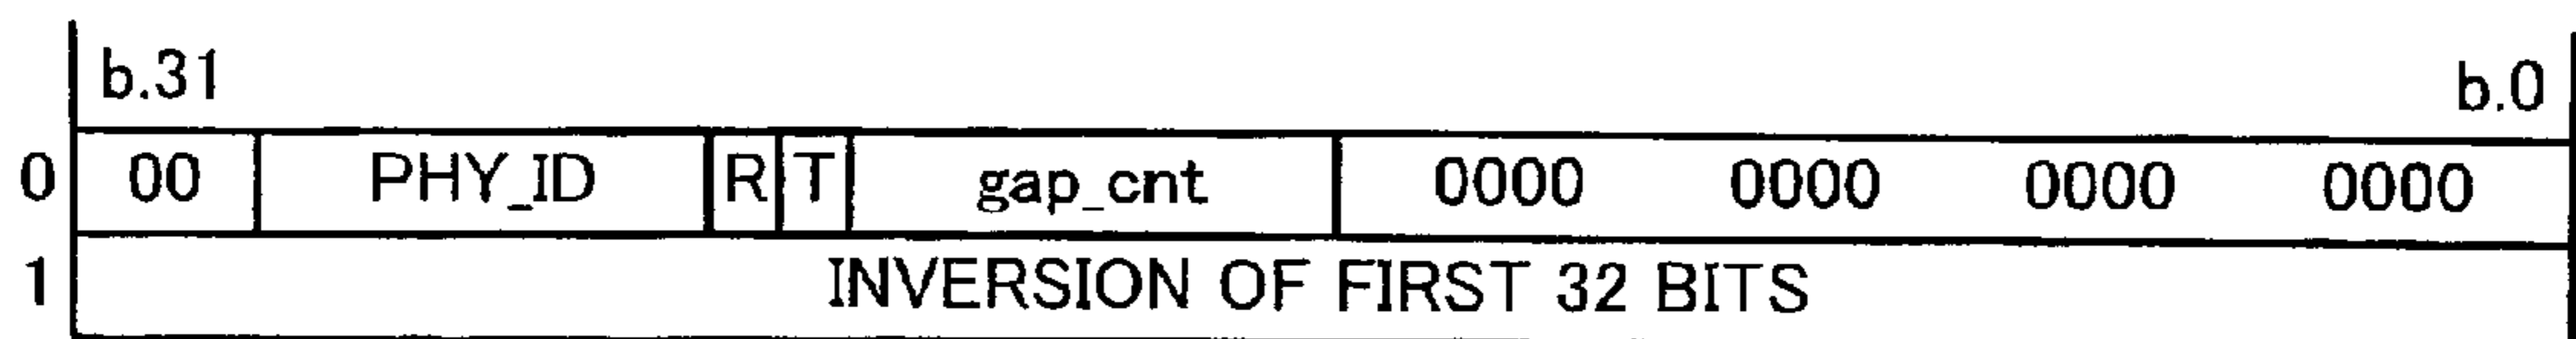 b.31 b.0
0 00 PHY_ID R T gap_cnt 0000 0000 0000 0000
1 INVERSION OF FIRST 32 BITS